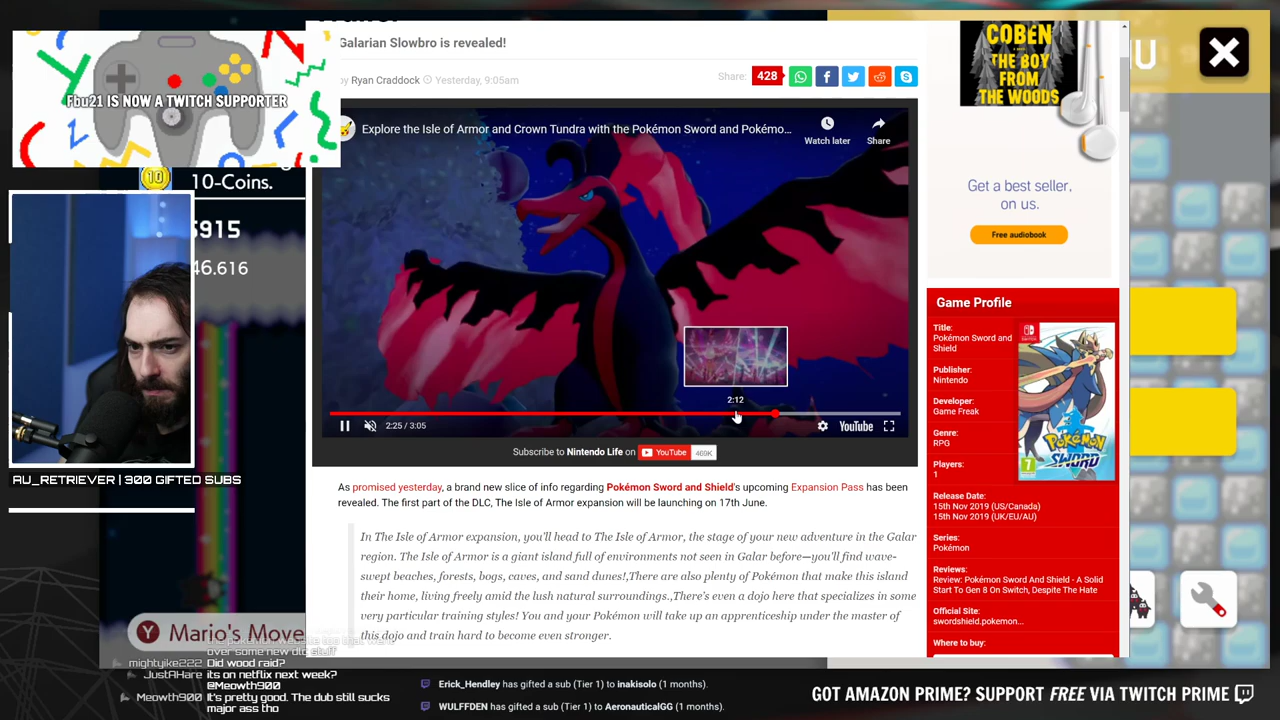 Galarian Slowbro is revealed!
by Ryan Craddock Yesterday, 9:05am
Share: 428
Fbu21 IS NOW A TWITCH SUPPORTER
Explore the Isle of Armor and Crown Tundra with the Pokémon Sword and Pokémo...
Watch later
Share
10
10-Coins.
5915
46.616
2:12
2:25 / 3:05
YouTube
Subscribe to Nintendo Life on YouTube 469K
AU_RETRIEVER | 300 GIFTED SUBS
As promised yesterday, a brand new slice of info regarding Pokémon Sword and Shield's upcoming Expansion Pass has been
revealed. The first part of the DLC, The Isle of Armor expansion will be launching on 17th June.
In The Isle of Armor expansion, you'll head to The Isle of Armor, the stage of your new adventure in the Galar
region. The Isle of Armor is a giant island full of environments not seen in Galar before—you'll find wave-
swept beaches, forests, bogs, caves, and sand dunes!,There are also plenty of Pokémon that make this island
their home, living freely amid the lush natural surroundings.,There's even a dojo here that specializes in some
very particular training styles! You and your Pokémon will take up an apprenticeship under the master of
this dojo and train hard to become even stronger.
COBEN
THE BOY
FROM
THE WOODS
Get a best seller,
on us.
Free audiobook
Game Profile
Title:
Pokémon Sword and
Shield
Publisher:
Nintendo
Developer:
Game Freak
Genre:
RPG
Players:
1
Release Date:
15th Nov 2019 (US/Canada)
15th Nov 2019 (UK/EU/AU)
Series:
Pokémon
Reviews:
Review: Pokémon Sword And Shield - A Solid
Start To Gen 8 On Switch, Despite The Hate
Official Site:
swordshield.pokemon...
Where to buy:
Pokémon
SWORD
Y Mario's Move
over some new dlc stuff
mightyike222 Did wood raid?
JustAHare its on netflix next week?
@Meowth900
Meowth900 It's pretty good. The dub still sucks
major ass tho
Erick_Hendley has gifted a sub (Tier 1) to inakisolo (1 months).
WULFFDEN has gifted a sub (Tier 1) to AeronauticalGG (1 months).
GOT AMAZON PRIME? SUPPORT FREE VIA TWITCH PRIME